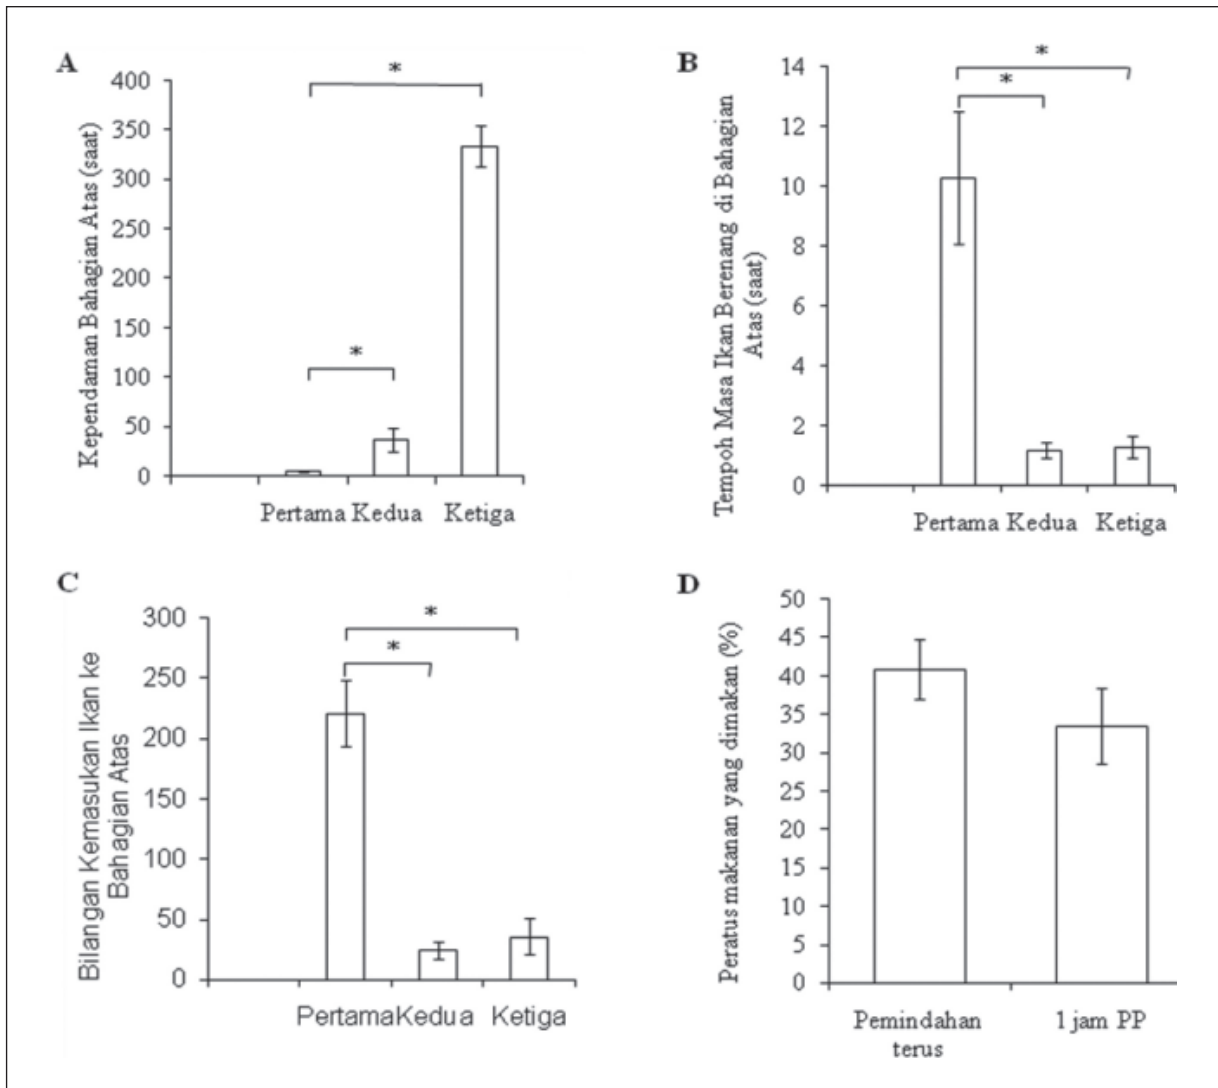 A
Kependaman Bahagian Atas (saat)
400
350
300
250
200
150
100
50
0
*
*
Pertama Kedua Ketiga
B
Tempoh Masa Ikan Berenang di Bahagian
Atas (saat)
14
12
10
8
6
4
2
0
*
*
Pertama Kedua Ketiga
C
Bilangan Kemasukan Ikan ke
Bahagian Atas
300
250
200
150
100
50
0
*
*
PertamaKedua Ketiga
D
Peratus makanan yang dimakan (%)
50
45
40
35
30
25
20
15
10
5
0
Pemindahan
terus
1 jam PP